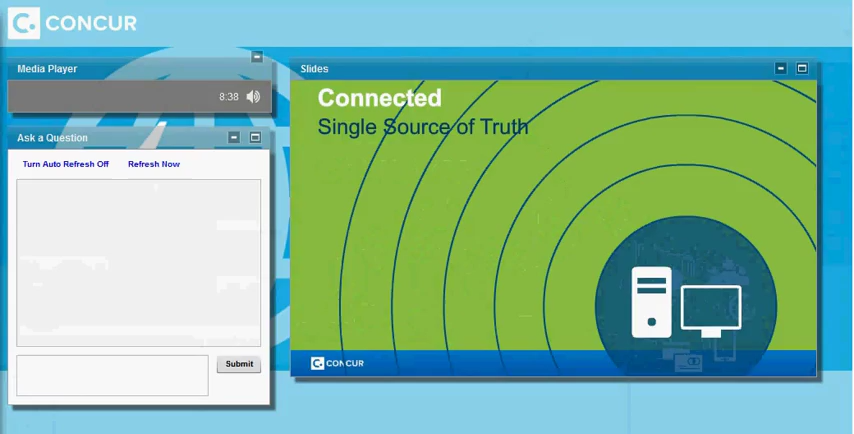 CONCUR
Media Player
8:38
Ask a Question
Turn Auto Refresh Off Refresh Now
Submit
Slides
Connected
Single Source of Truth
CONCUR